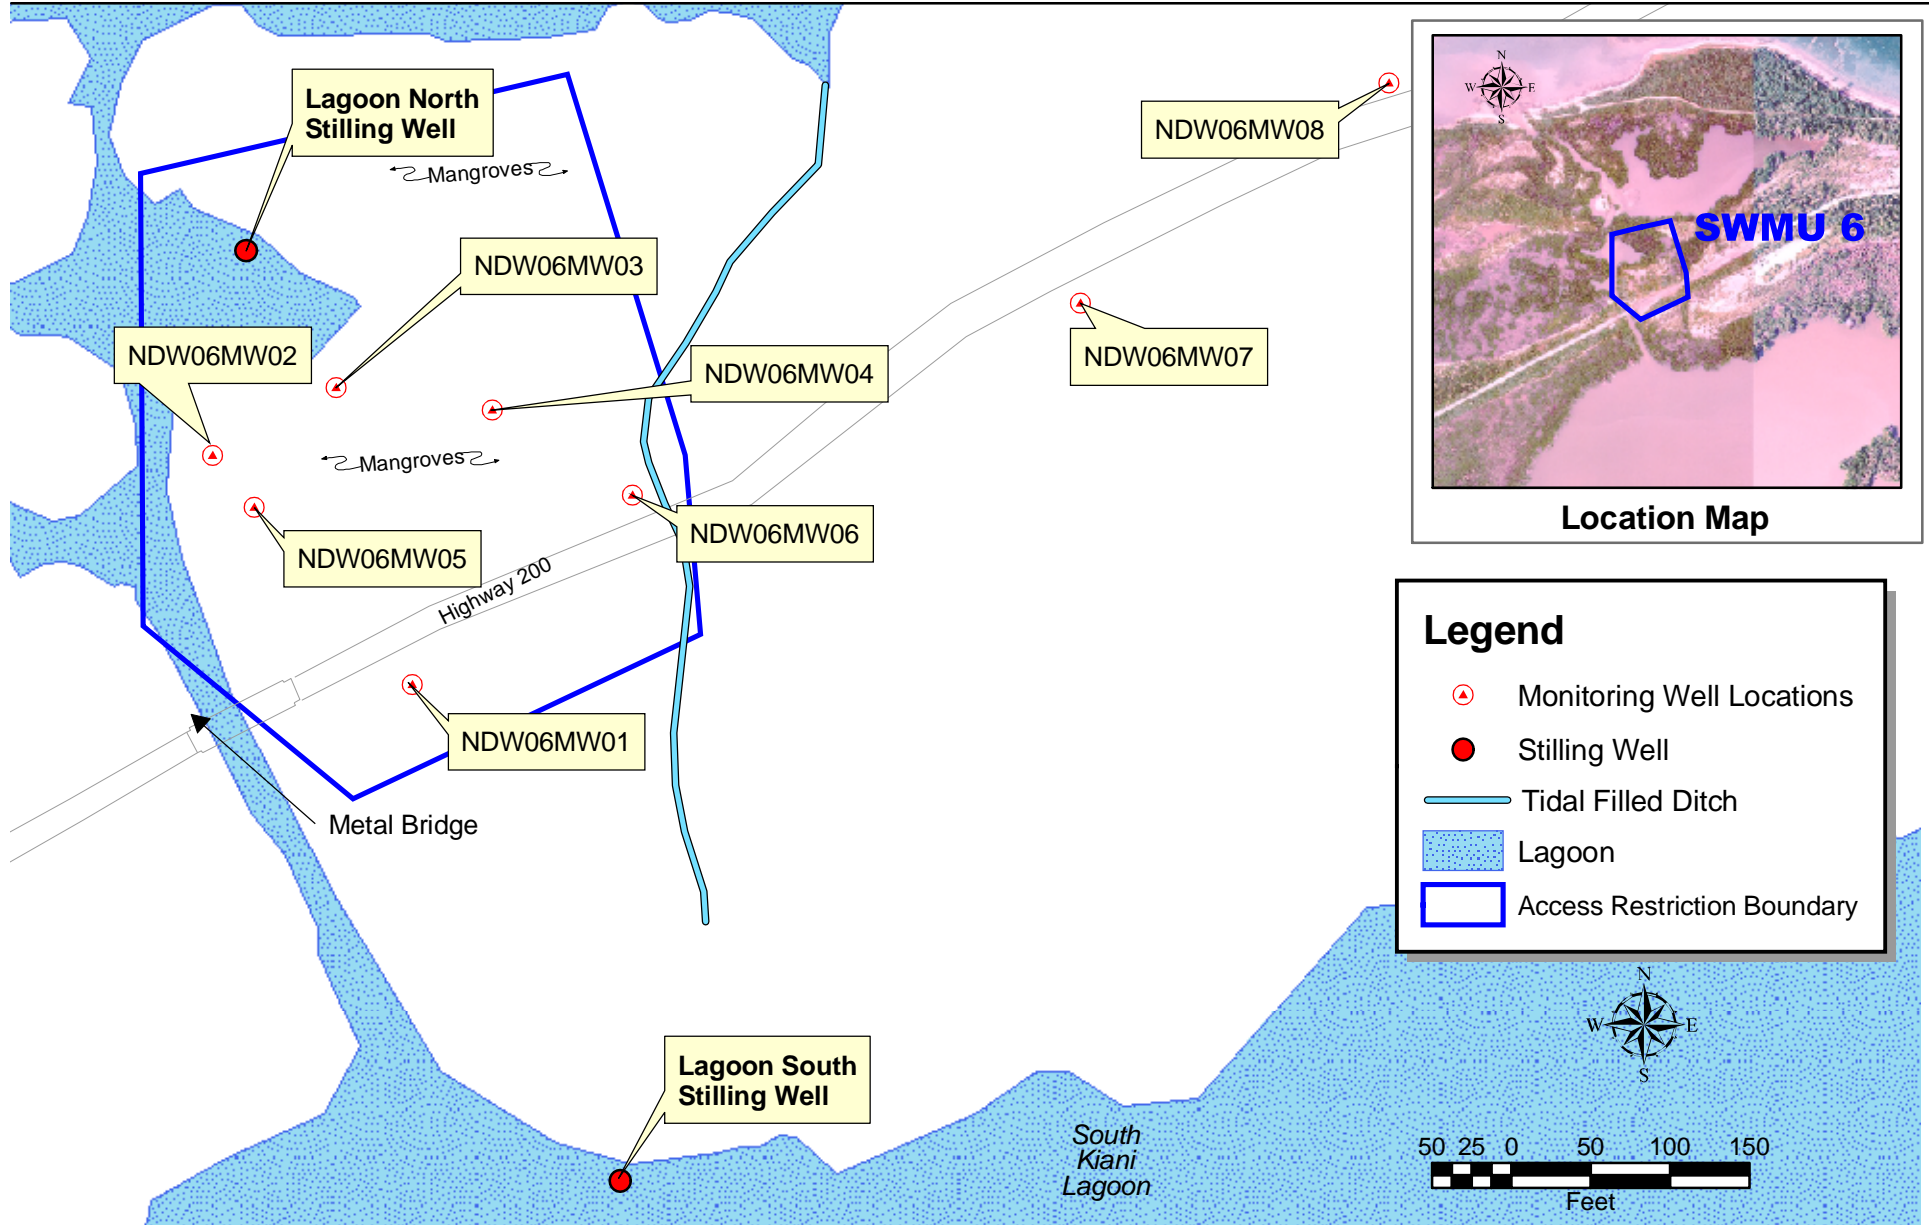 Lagoon North
Stilling Well
Mangroves
NDW06MW08
NDW06MW03
NDW06MW02
NDW06MW04
NDW06MW07
Mangroves
NDW06MW05
NDW06MW06
Highway 200
NDW06MW01
Metal Bridge
Lagoon South
Stilling Well
South
Kiani
Lagoon
N
W E
S
SWMU 6
Location Map
Legend
Monitoring Well Locations
Stilling Well
Tidal Filled Ditch
Lagoon
Access Restriction Boundary
N
W E
S
50 25 0 50 100 150
Feet